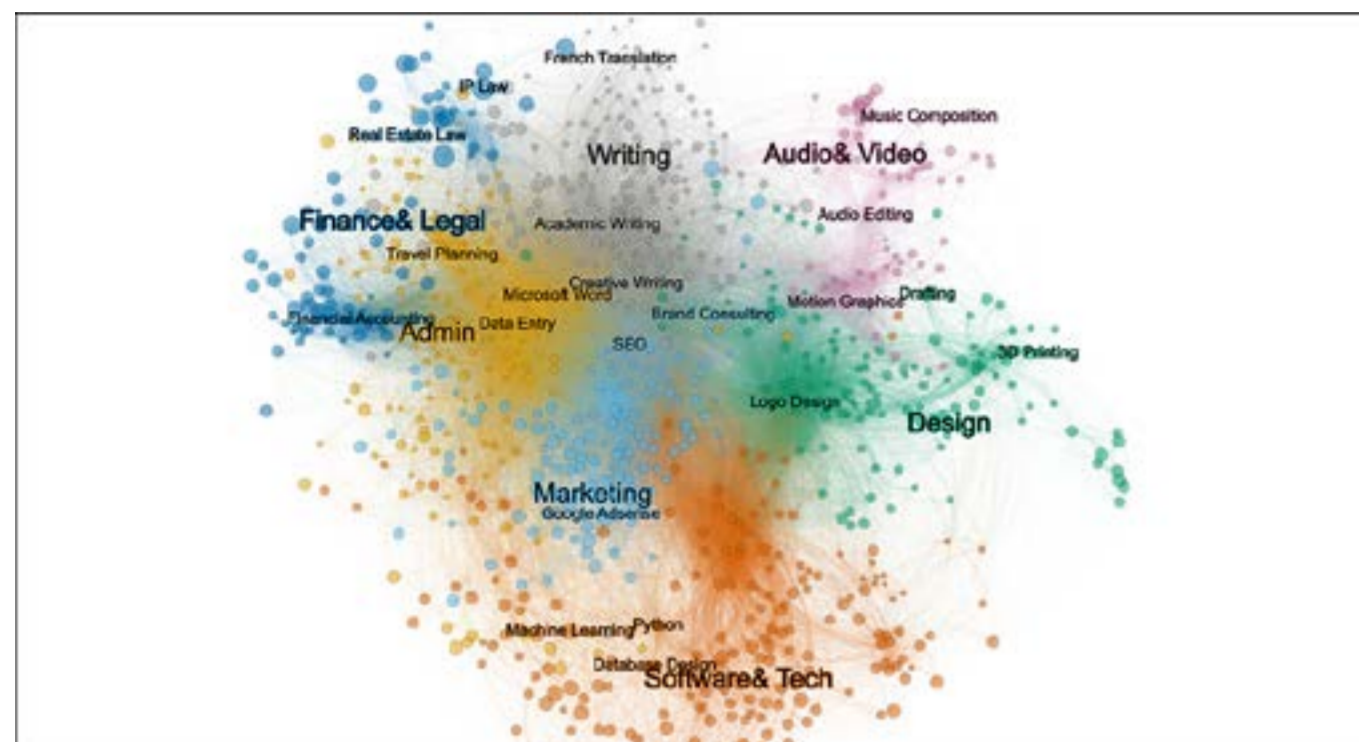 French Translation
IP Law
Music Composition
Real Estate Law
Writing
Audio& Video
Audio Editing
Finance& Legal
Academic Writing
Travel Planning
Creative Writing
Microsoft Word
Drafting
Motion Graphics
Brand Consulting
Financial Accounting
Data Entry
Admin
SEO
3D Printing
Logo Design
Design
Marketing
Google Adsense
Python
Machine Learning
Database Design
Software& Tech